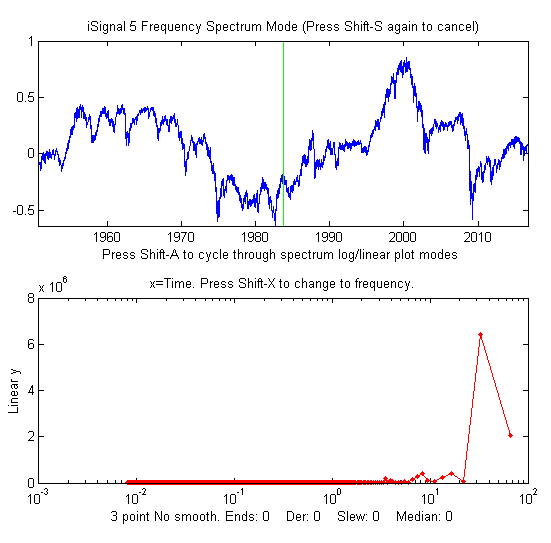 iSignal 5 Frequency Spectrum Mode (Press Shift-S again to cancel)
1
0.5
0
-0.5
1960 1970 1980 1990 2000 2010
Press Shift-A to cycle through spectrum log/linear plot modes
x=Time. Press Shift-X to change to frequency.
x 10^6
8
6
4
2
0
Linear y
10^-3 10^-2 10^-1 10^0 10^1 10^2
3 point No smooth. Ends: 0 Der: 0 Slew: 0 Median: 0